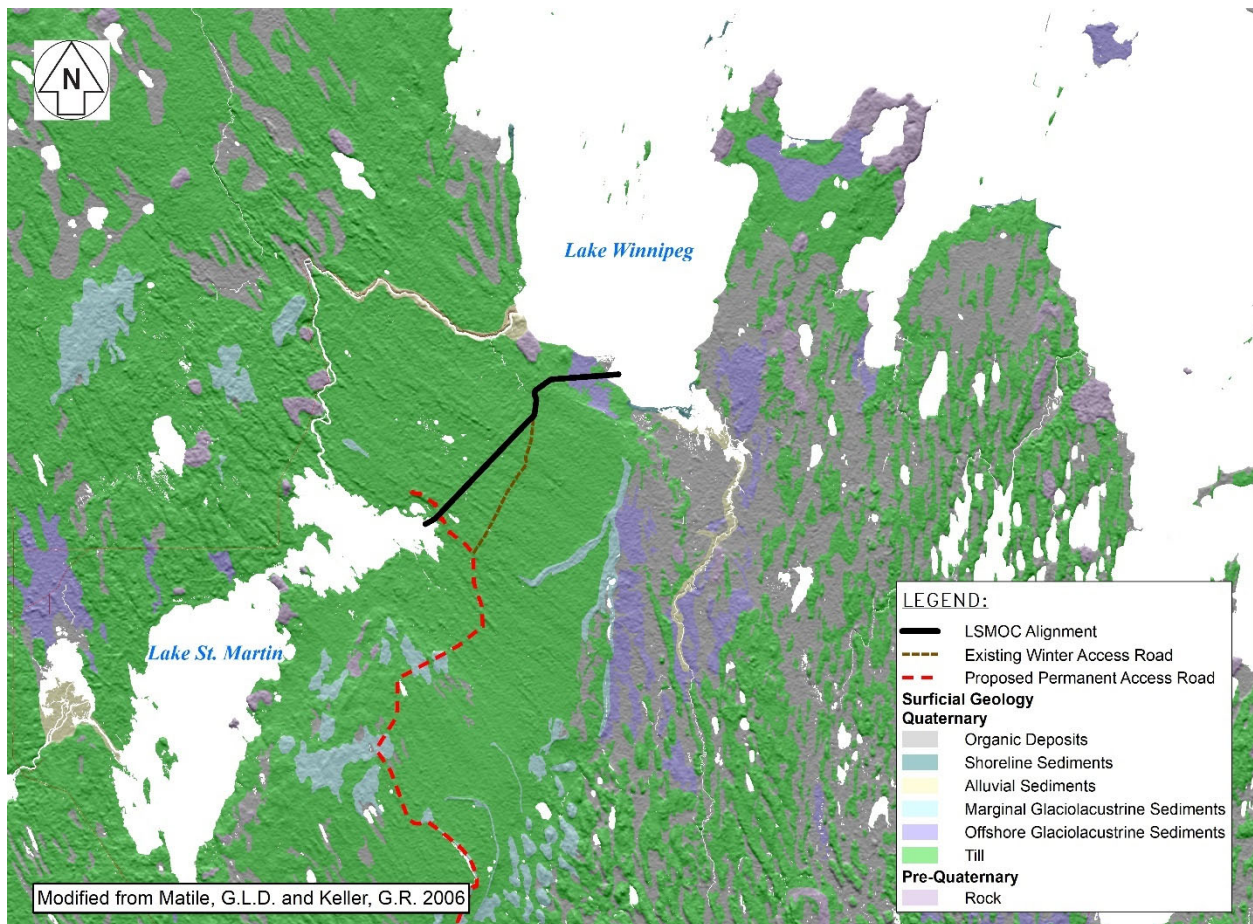 N
Lake Winnipeg
Lake St. Martin
LEGEND:
LSMOC Alignment
Existing Winter Access Road
Proposed Permanent Access Road
Surficial Geology
Quaternary
Organic Deposits
Shoreline Sediments
Alluvial Sediments
Marginal Glaciolacustrine Sediments
Offshore Glaciolacustrine Sediments
Till
Pre-Quaternary
Rock
Modified from Matile, G.L.D. and Keller, G.R. 2006